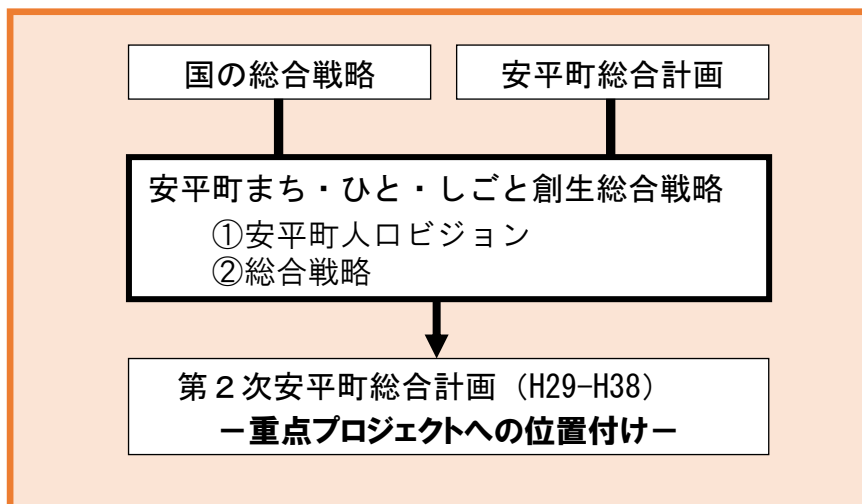 国の総合戦略
安平町総合計画
安平町まち・ひと・しごと創生総合戦略
①安平町人口ビジョン
②総合戦略
第２次安平町総合計画（H29-H38）
－重点プロジェクトへの位置付け－